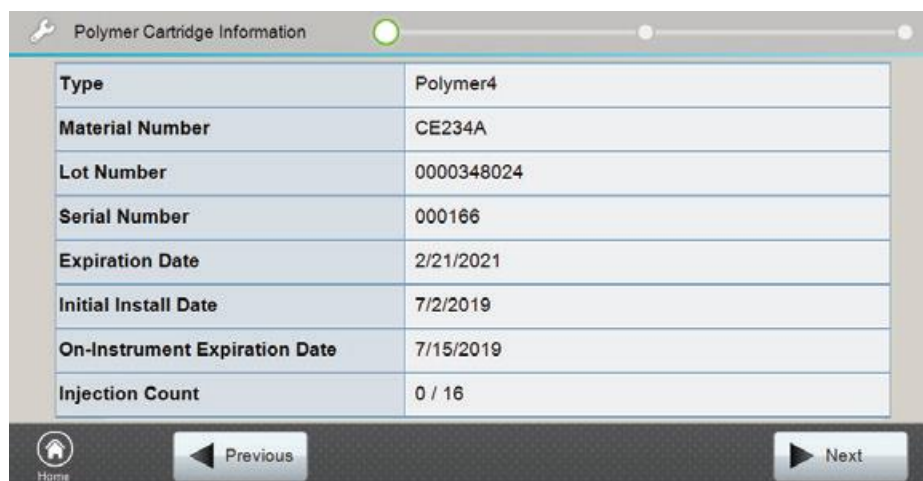 Polymer Cartridge Information
Type Polymer4
Material Number CE234A
Lot Number 0000348024
Serial Number 000166
Expiration Date 2/21/2021
Initial Install Date 7/2/2019
On-Instrument Expiration Date 7/15/2019
Injection Count 0 / 16
Previous Next
Home